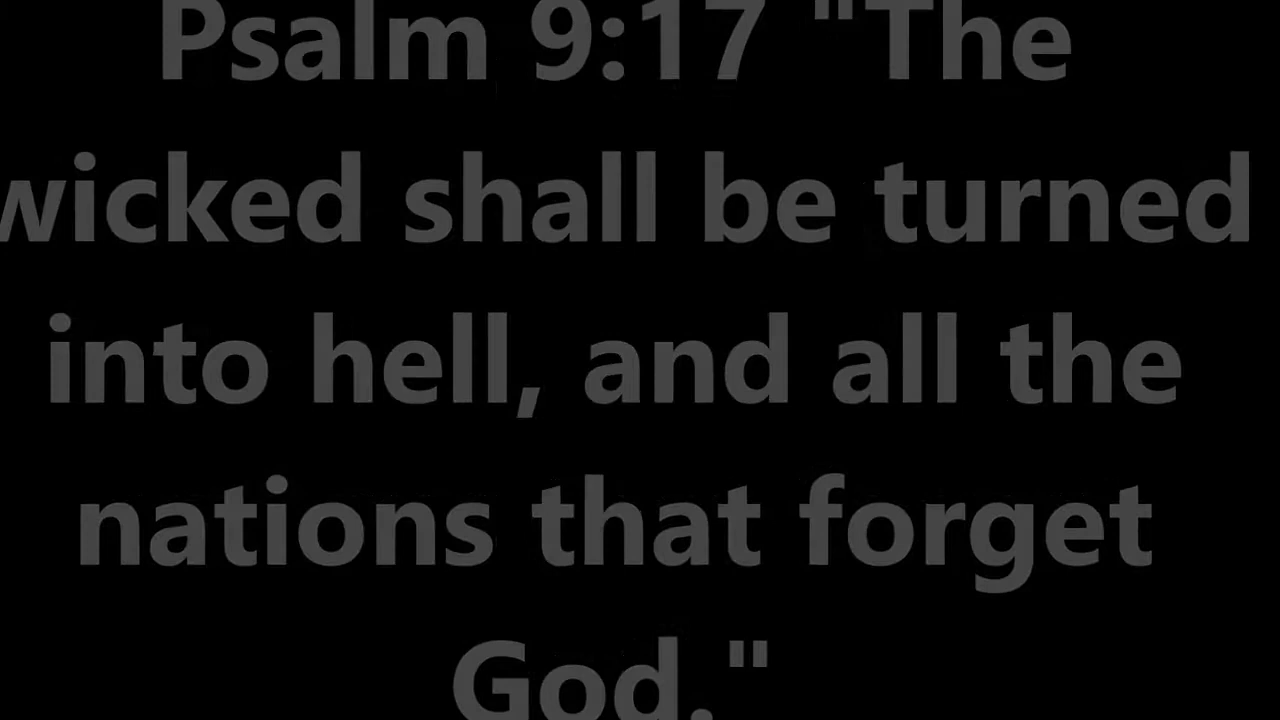 Psalm 9:17 "The
wicked shall be turned
into hell, and all the
nations that forget
God."